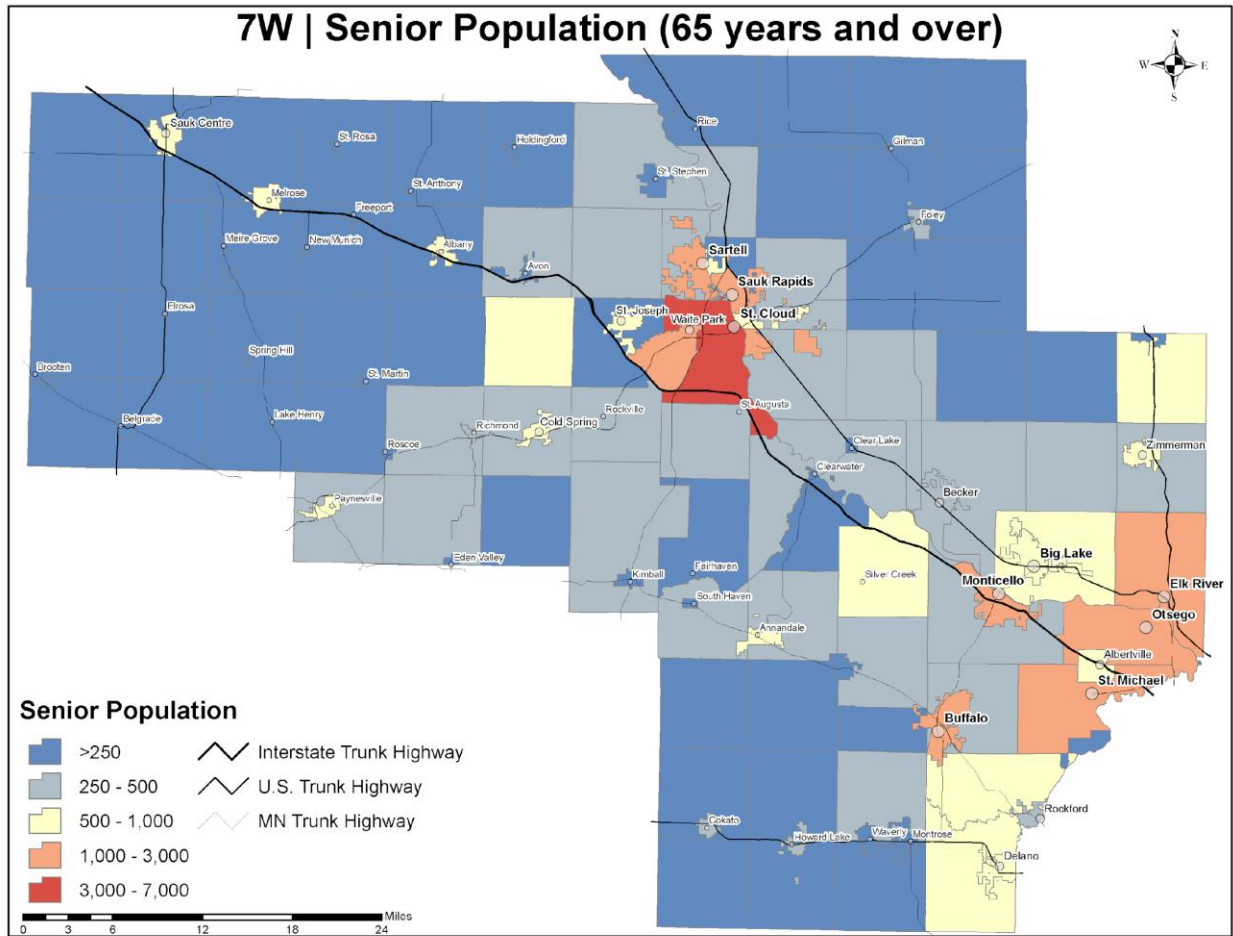 7W | Senior Population (65 years and over)
N
W E
S
Sauk Centre
St. Rosa
Holdingford
Rice
Gilman
St. Stephen
Melrose
St. Anthony
Freeport
Foley
Meire Grove
New Munich
Albany
Avon
Sartell
Sauk Rapids
St. Joseph
Waite Park
St. Cloud
Elrosa
Spring Hill
St. Martin
Brooten
Belgrade
Lake Henry
Roscoe
Richmond
Cold Spring
Rockville
St. Augusta
Clear Lake
Clearwater
Zimmerman
Becker
Paynesville
Eden Valley
Kimball
Fairhaven
South Haven
Silver Creek
Big Lake
Monticello
Elk River
Otsego
Annandale
Albertville
St. Michael
Buffalo
Rockford
Cokato
Howard Lake
Waverly
Montrose
Delano
Senior Population
>250
250 - 500
500 - 1,000
1,000 - 3,000
3,000 - 7,000
Interstate Trunk Highway
U.S. Trunk Highway
MN Trunk Highway
Miles
0 3 6 12 18 24